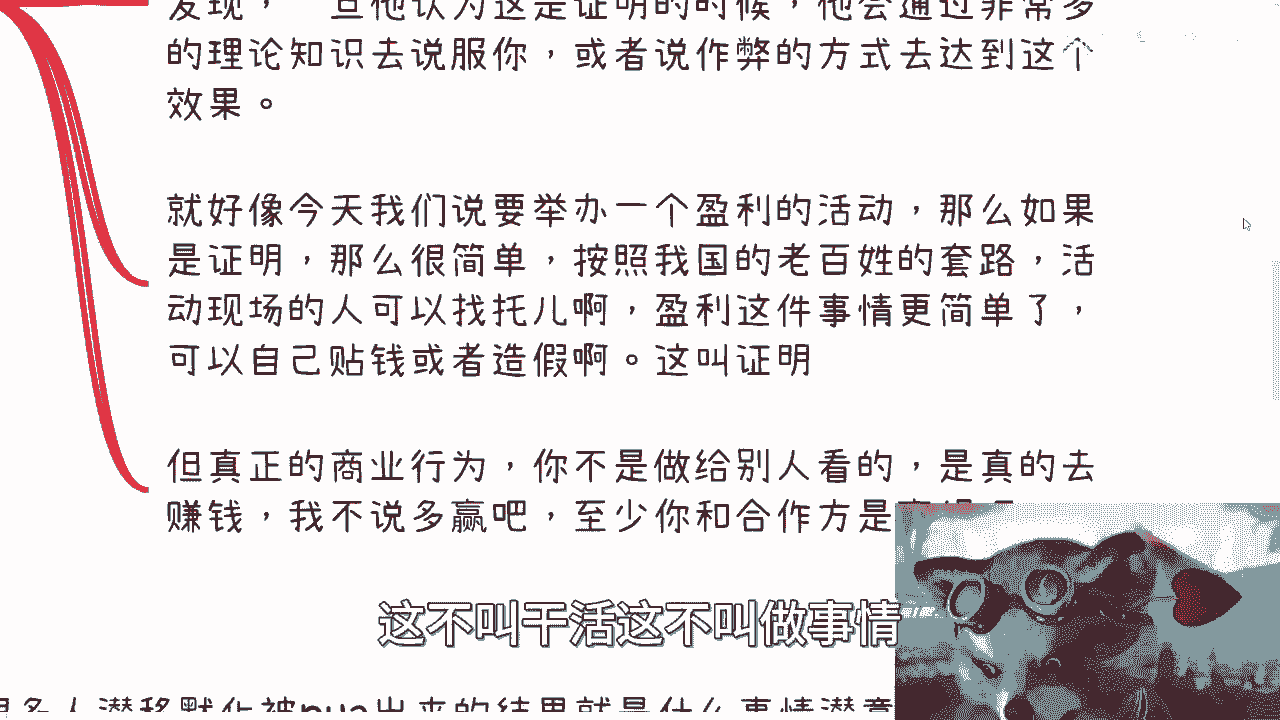 发现，一旦他认为这是证明的时候，他会通过非常多
的理论知识去说服你，或者说作弊的方式去达到这个
效果。
就好像今天我们说要举办一个盈利的活动，那么如果
是证明，那么很简单，按照我国的老百姓的套路，活
动现场的人可以找托儿啊，盈利这件事情更简单了，
可以自己贴钱或者造假啊。这叫证明
但真正的商业行为，你不是做给别人看的，是真的去
赚钱，我不说多赢吧，至少你和合作方是
这不叫干活这不叫做事情
多人潜移默化被pua出来的结果就是什么事情潜意